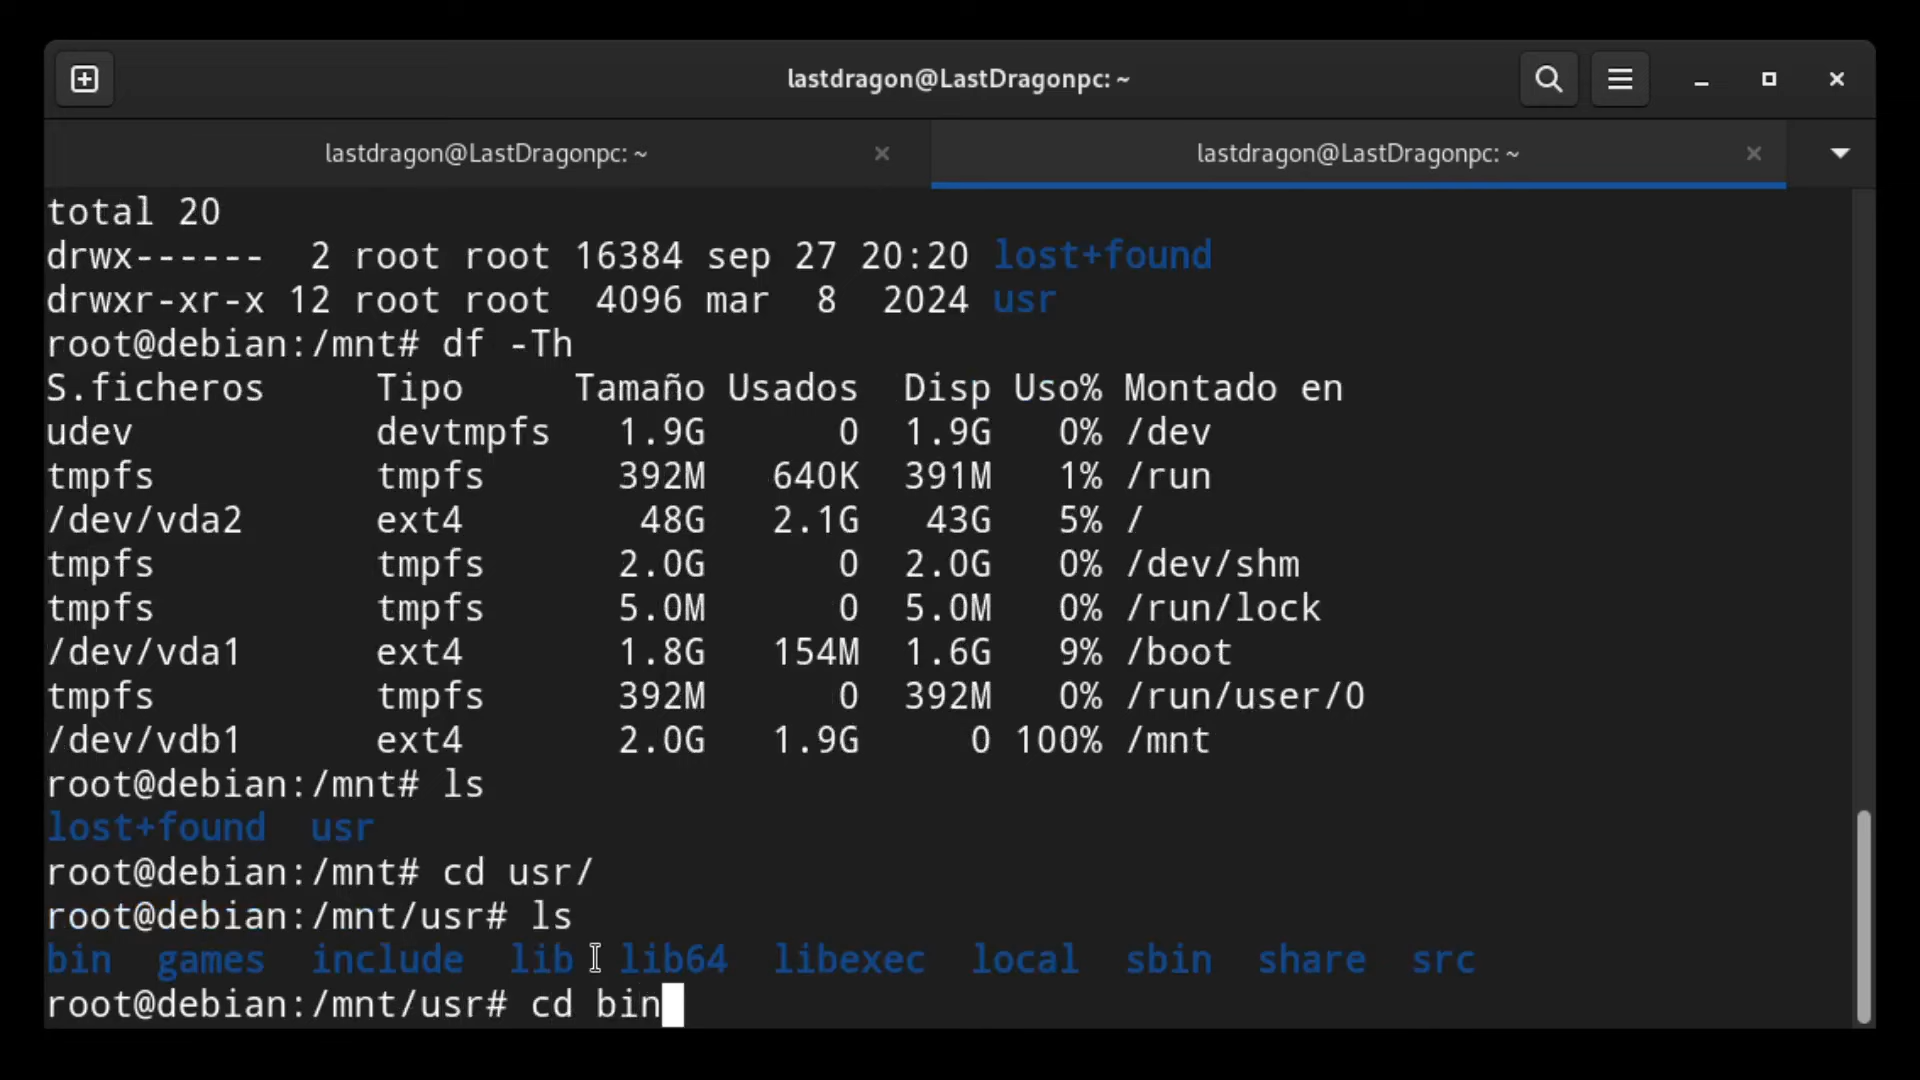 lastdragon@LastDragonpc: ~
lastdragon@LastDragonpc: ~
lastdragon@LastDragonpc: ~
total 20
drwx------  2 root root 16384 sep 27 20:20 lost+found
drwxr-xr-x 12 root root  4096 mar  8  2024 usr
root@debian:/mnt# df -Th
S.ficheros     Tipo     Tamaño Usados  Disp Uso% Montado en
udev           devtmpfs   1.9G      0  1.9G   0% /dev
tmpfs          tmpfs      392M   640K  391M   1% /run
/dev/vda2      ext4        48G   2.1G   43G   5% /
tmpfs          tmpfs      2.0G      0  2.0G   0% /dev/shm
tmpfs          tmpfs      5.0M      0  5.0M   0% /run/lock
/dev/vda1      ext4       1.8G   154M  1.6G   9% /boot
tmpfs          tmpfs      392M      0  392M   0% /run/user/0
/dev/vdb1      ext4       2.0G   1.9G     0 100% /mnt
root@debian:/mnt# ls
lost+found  usr
root@debian:/mnt# cd usr/
root@debian:/mnt/usr# ls
bin  games  include  lib  lib64  libexec  local  sbin  share  src
root@debian:/mnt/usr# cd bin